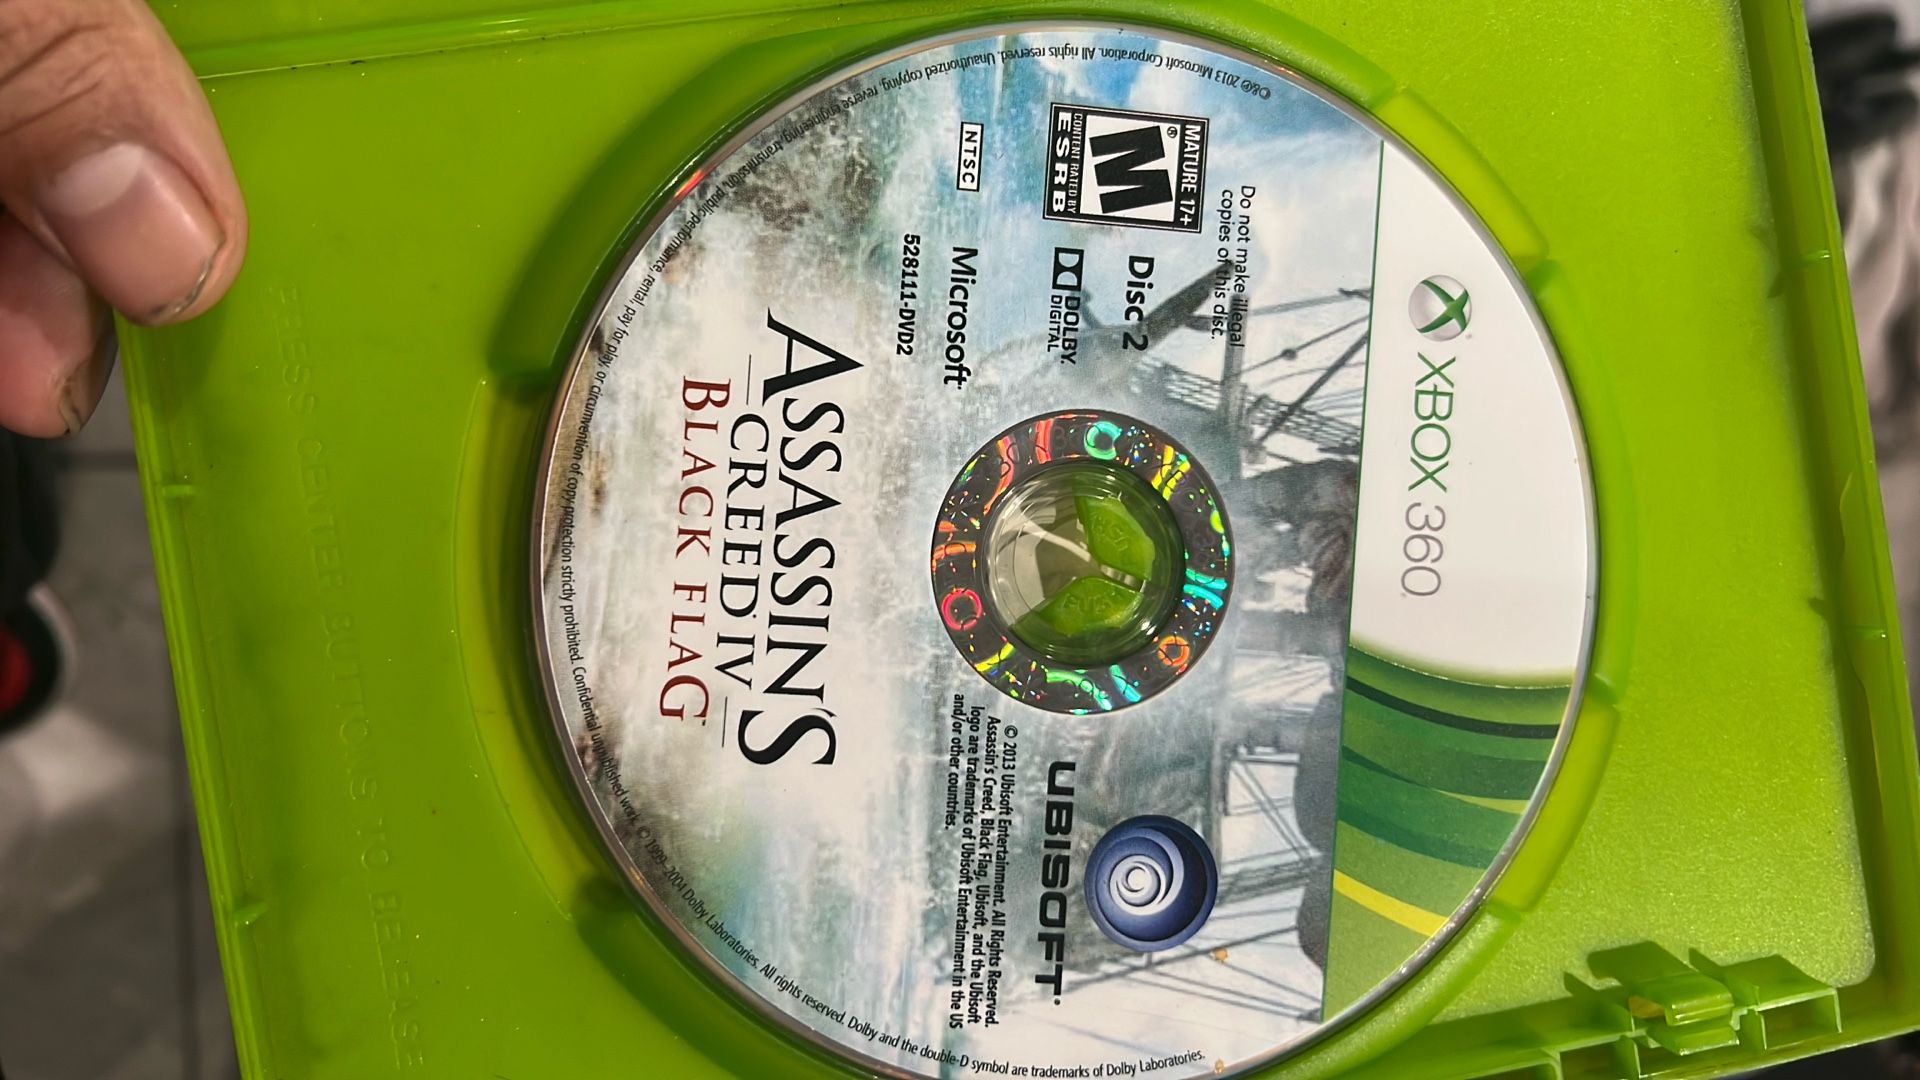 XBOX 360
Do not make illegal
copies of this disc.
MATURE 17+
M®
CONTENT RATED BY
ESRB
Disc 2
DOLBY.
DIGITAL
NTSC
Microsoft®
528111-DVD2
UBISOFT®
© 2013 Ubisoft Entertainment. All Rights Reserved.
Assassin's Creed, Black Flag, Ubisoft, and the Ubisoft
logo are trademarks of Ubisoft Entertainment in the US
and/or other countries.
ASSASSIN'S
CREED IV
BLACK FLAG
©&℗ 2013 Microsoft Corporation. All rights reserved. Unauthorized copying, reverse engineering, transmission, public performance, rental, pay for play, or circumvention of copy protection strictly prohibited. Confidential unpublished work. © 1999-2004 Dolby Laboratories. All rights reserved. Dolby and the double-D symbol are trademarks of Dolby Laboratories.
PRESS CENTER BUTTONS TO RELEASE